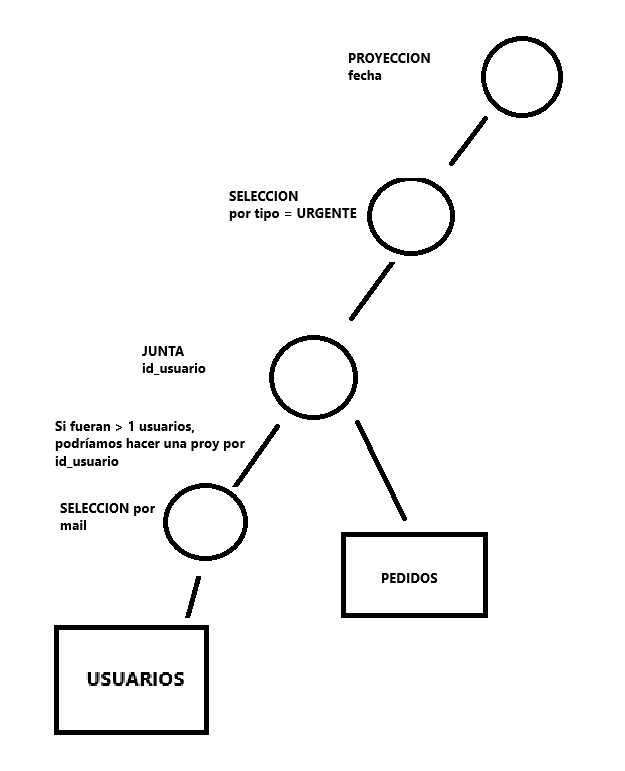 PROYECCION
fecha
SELECCION
por tipo = URGENTE
JUNTA
id_usuario
Si fueran > 1 usuarios,
podríamos hacer una proy por
id_usuario
SELECCION por
mail
PEDIDOS
USUARIOS